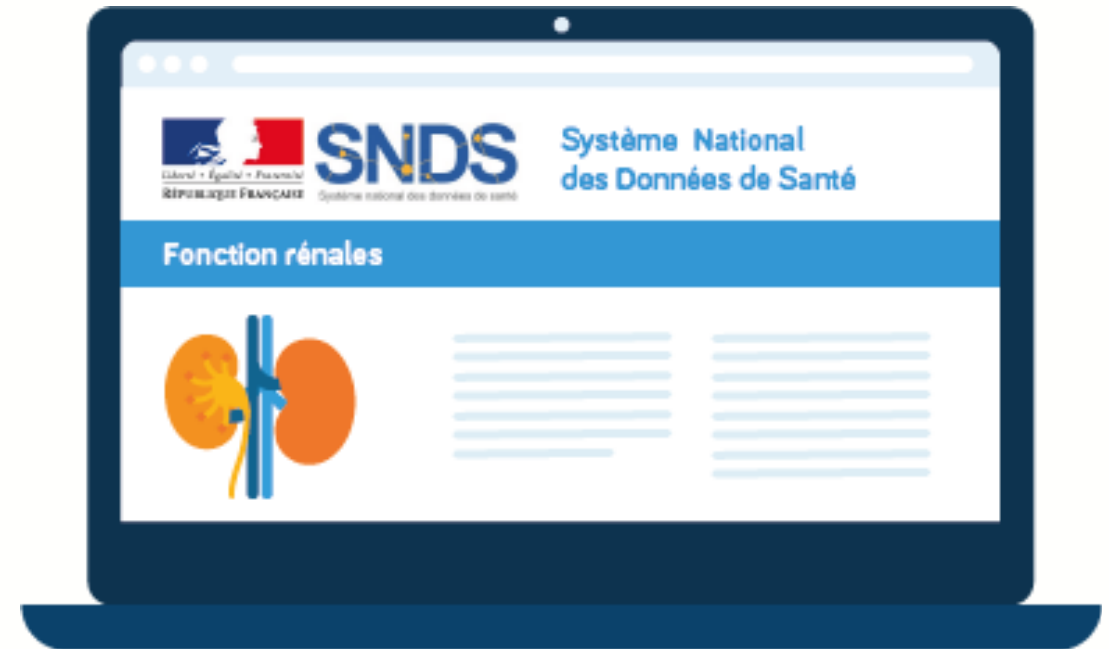 SNDS
Système national des données de santé
Liberté • Égalité • Fraternité
RÉPUBLIQUE FRANÇAISE
Système National
des Données de Santé
Fonction rénales